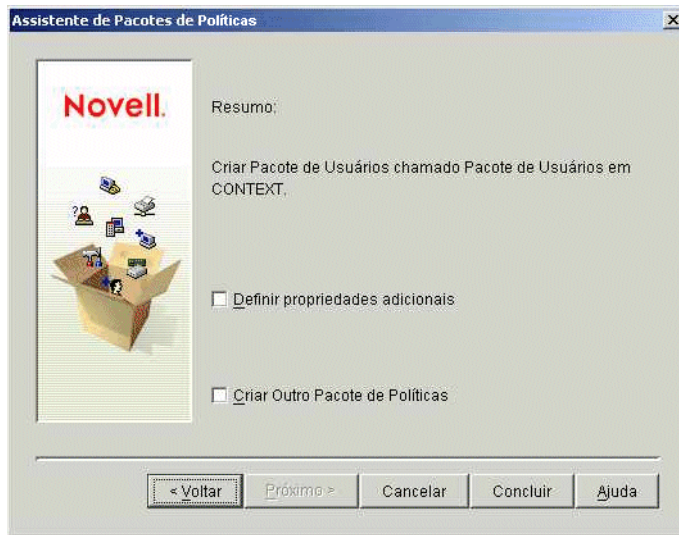 Assistente de Pacotes de Políticas
Novell.
Resumo:
Criar Pacote de Usuários chamado Pacote de Usuários em
CONTEXT.
Definir propriedades adicionais
Criar Outro Pacote de Políticas
< Voltar
Próximo >
Cancelar
Concluir
Ajuda